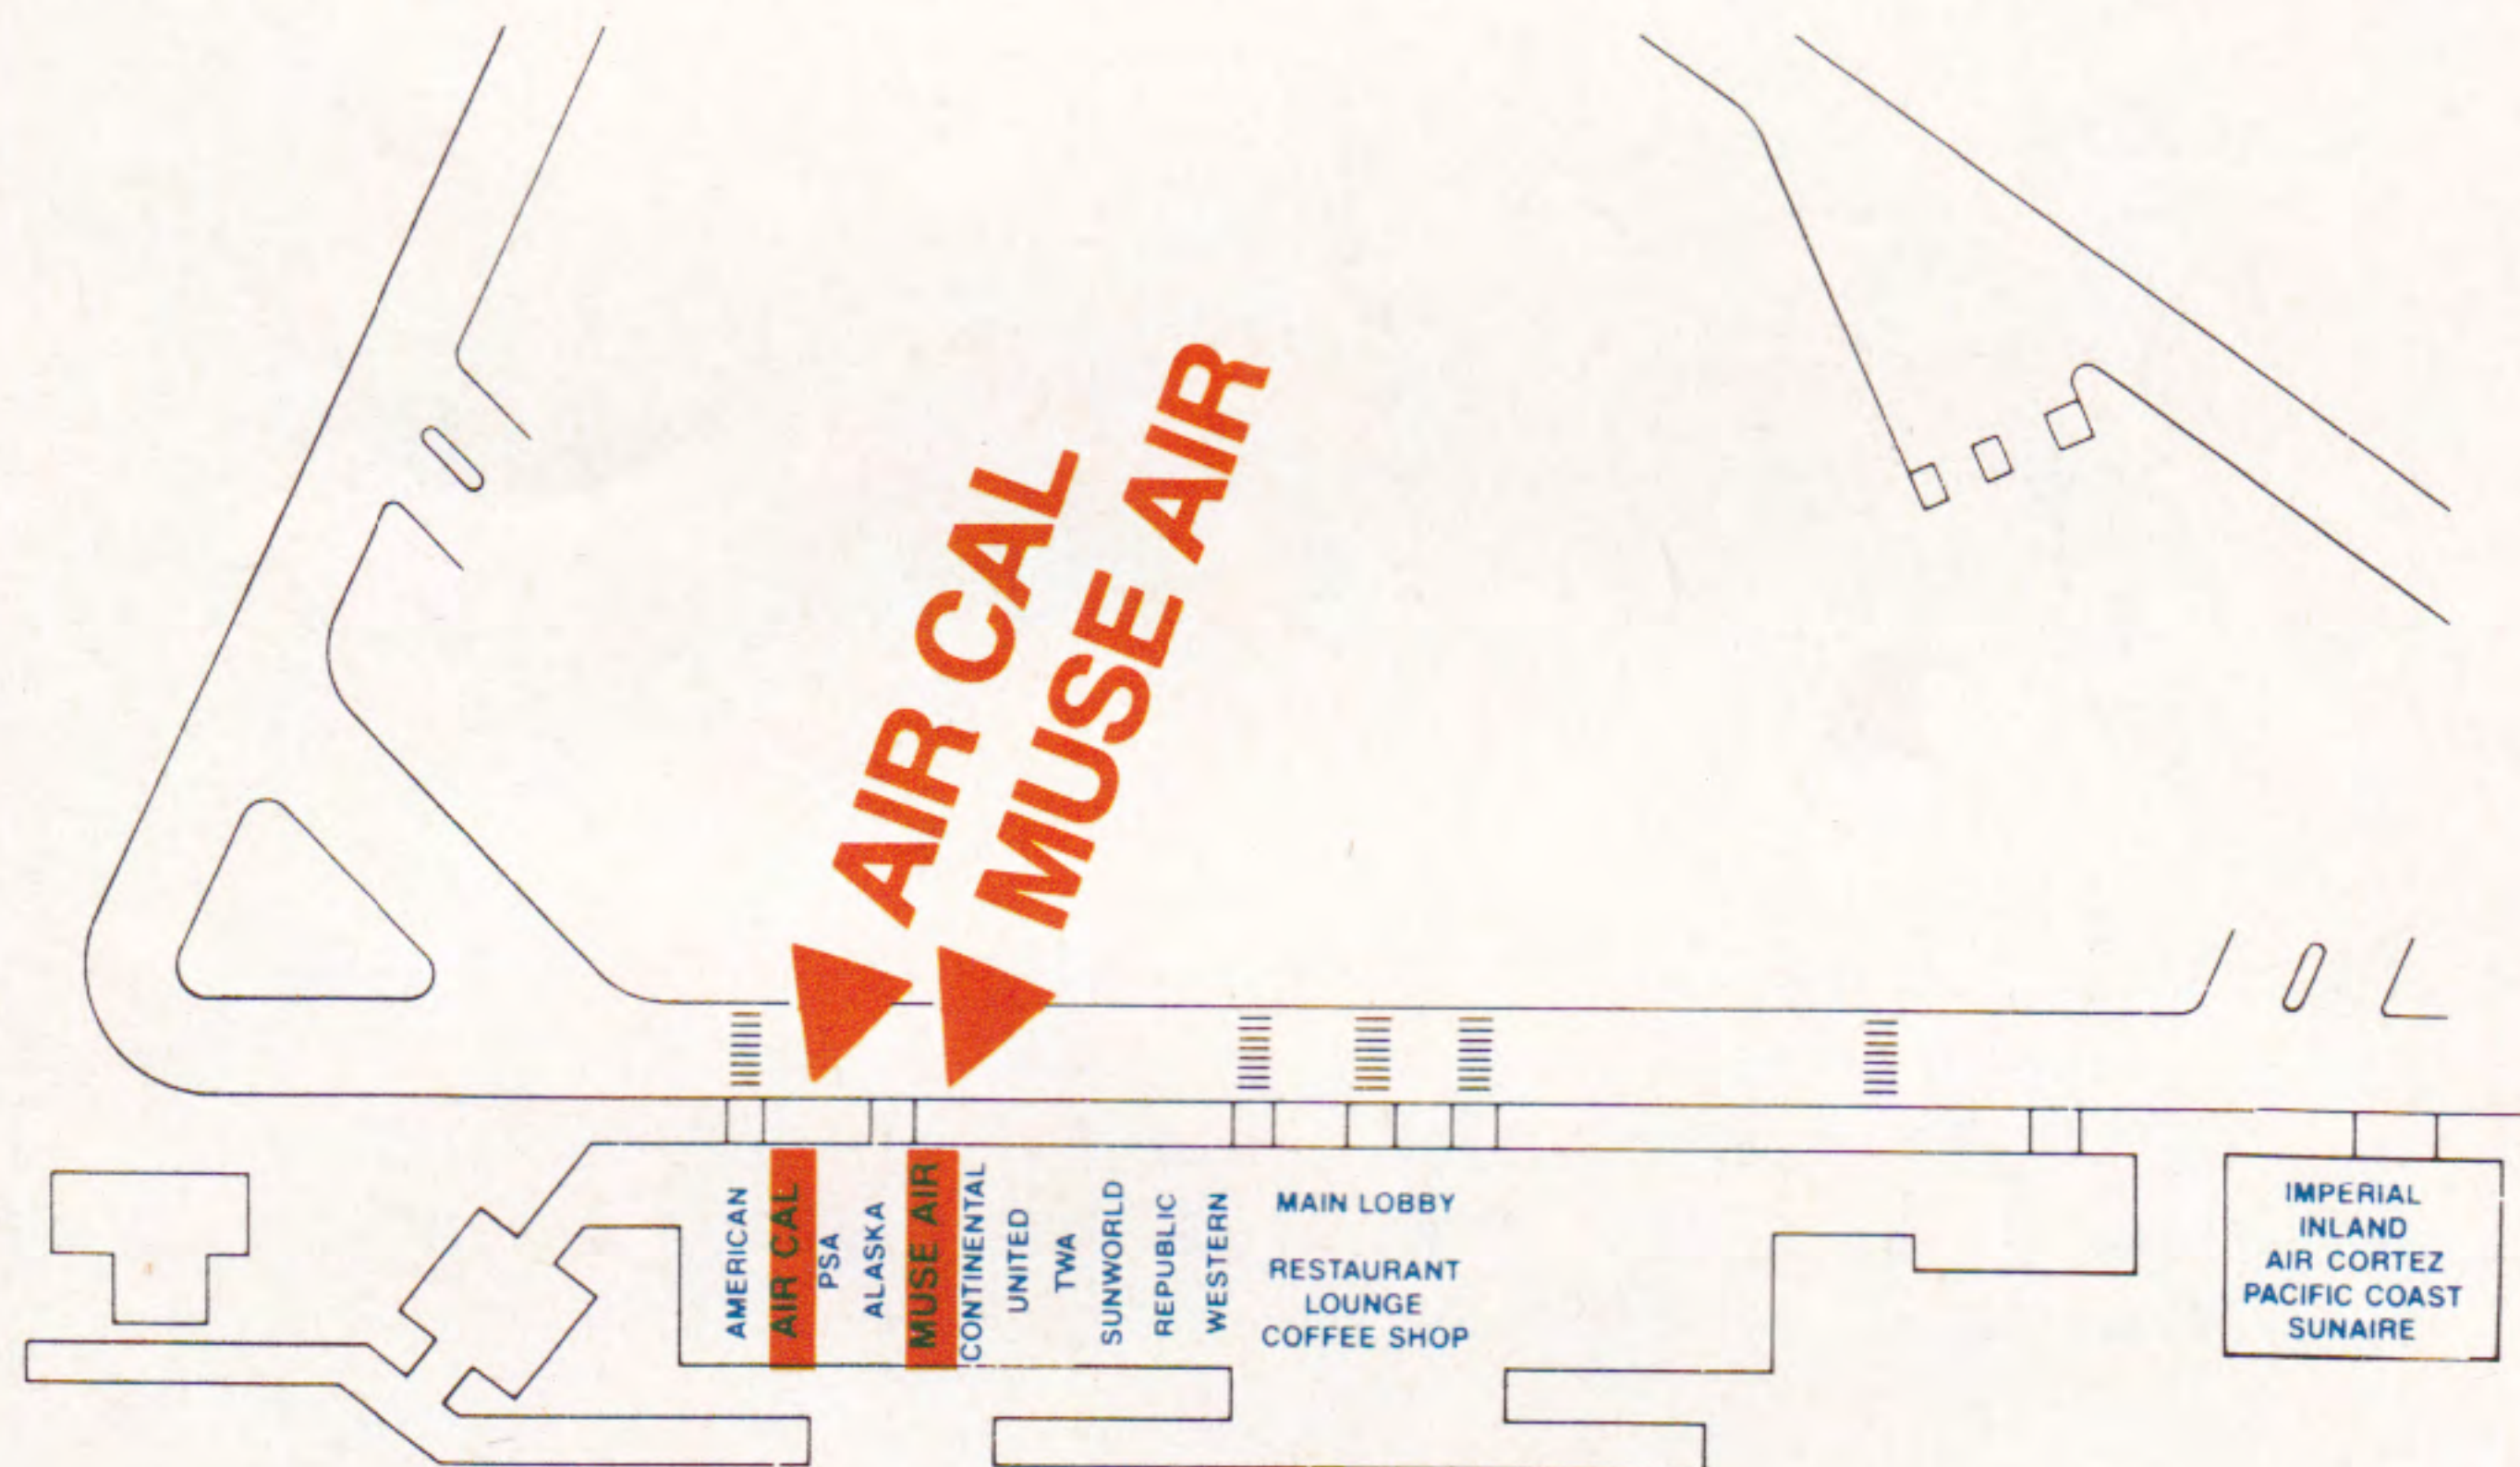 AIR CAL
MUSE AIR
AMERICAN
AIR CAL
PSA
ALASKA
MUSE AIR
CONTINENTAL
UNITED
TWA
SUNWORLD
REPUBLIC
WESTERN
MAIN LOBBY
RESTAURANT
LOUNGE
COFFEE SHOP
IMPERIAL
INLAND
AIR CORTEZ
PACIFIC COAST
SUNAIRE